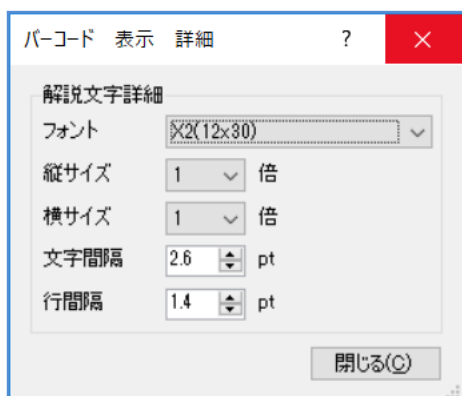 バーコード 表示 詳細 ?
解説文字詳細
フォント X2(12x30)
縦サイズ 1 倍
横サイズ 1 倍
文字間隔 2.6 pt
行間隔 1.4 pt
閉じる(C)